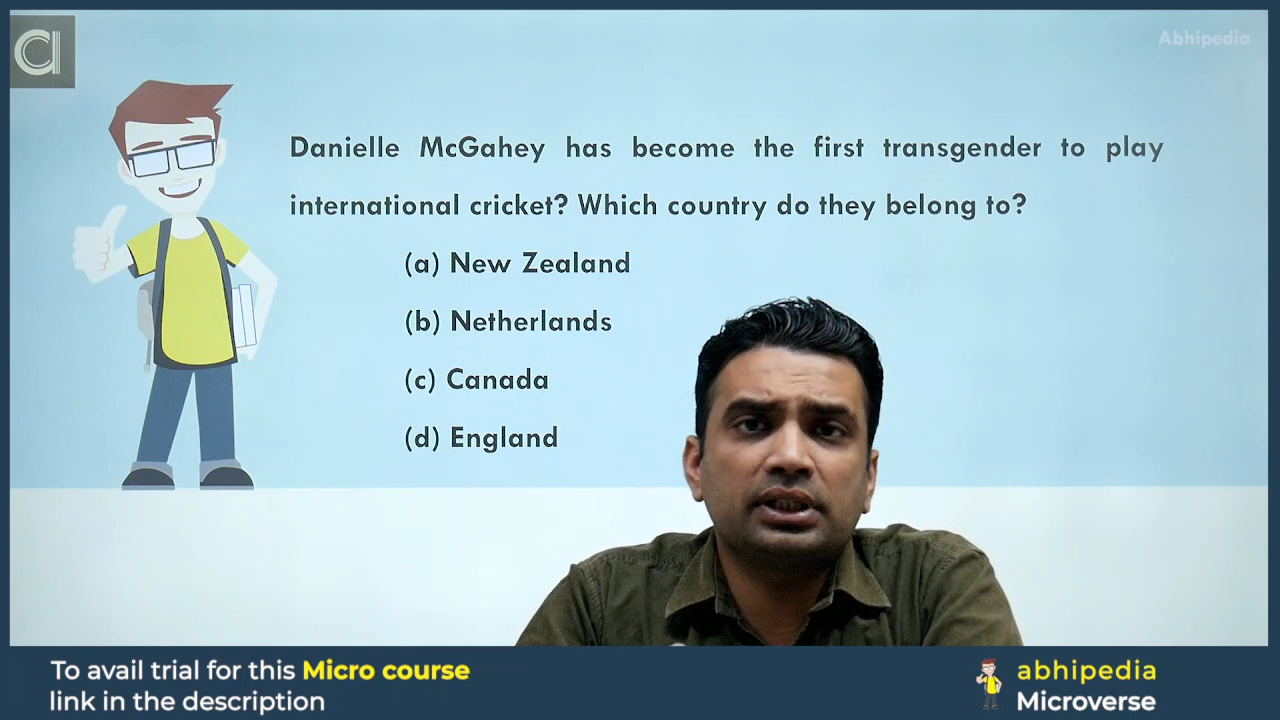 Abhipedia
Danielle McGahey has become the first transgender to play
international cricket? Which country do they belong to?
(a) New Zealand
(b) Netherlands
(c) Canada
(d) England
To avail trial for this Micro course
link in the description
abhipedia
Microverse